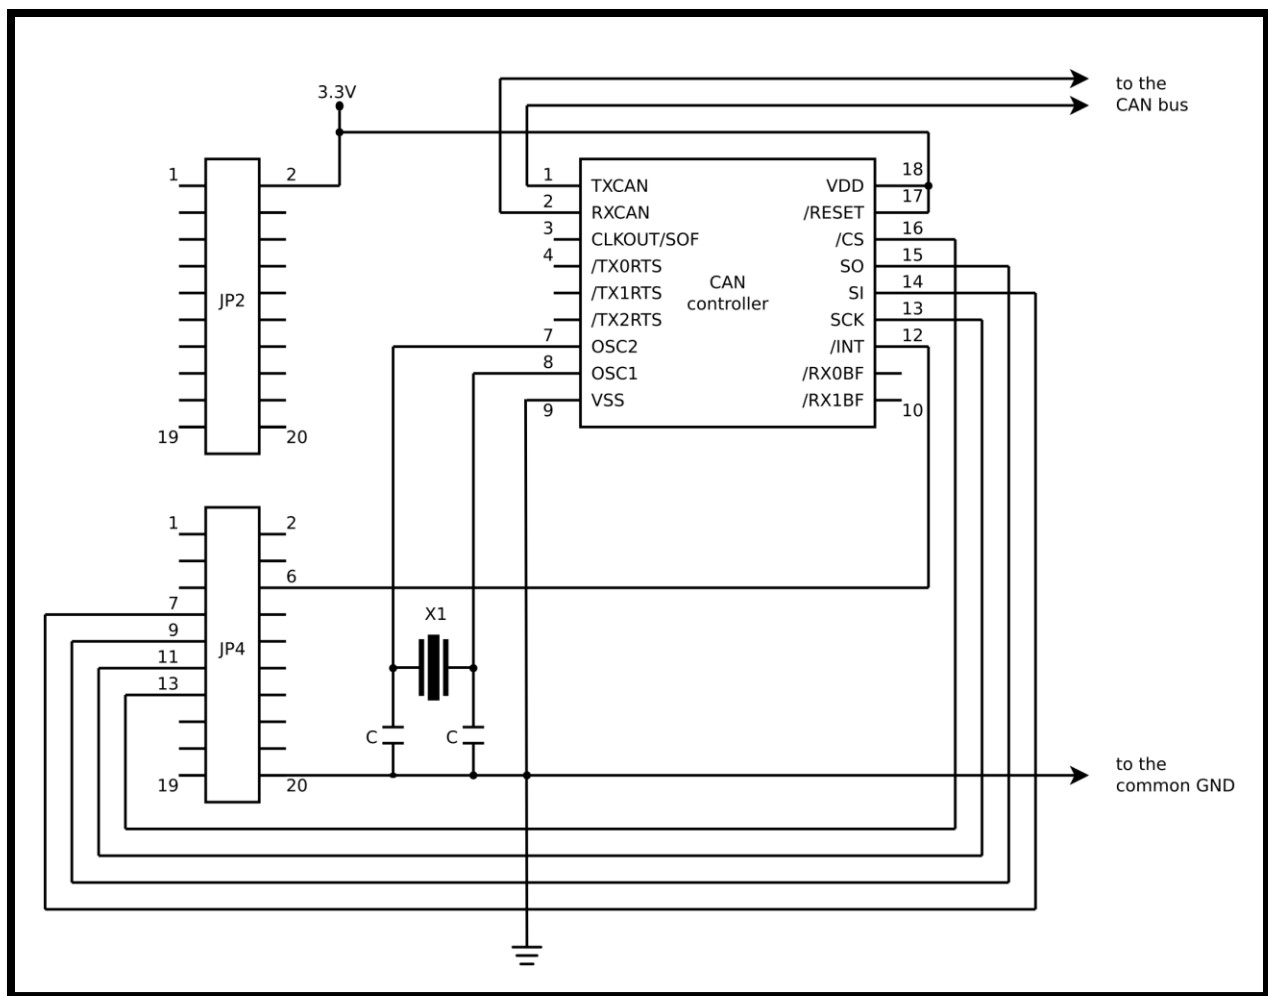 to the
CAN bus
3.3V
1 2
JP2
19 20
1 TXCAN VDD 18
2 RXCAN /RESET 17
3 CLKOUT/SOF /CS 16
4 /TX0RTS SO 15
/TX1RTS SI 14
/TX2RTS SCK 13
7 OSC2 /INT 12
8 OSC1 /RX0BF
9 VSS /RX1BF 10
CAN
controller
1 2
6
7
9
11
13
JP4
19 20
X1
C C
to the
common GND